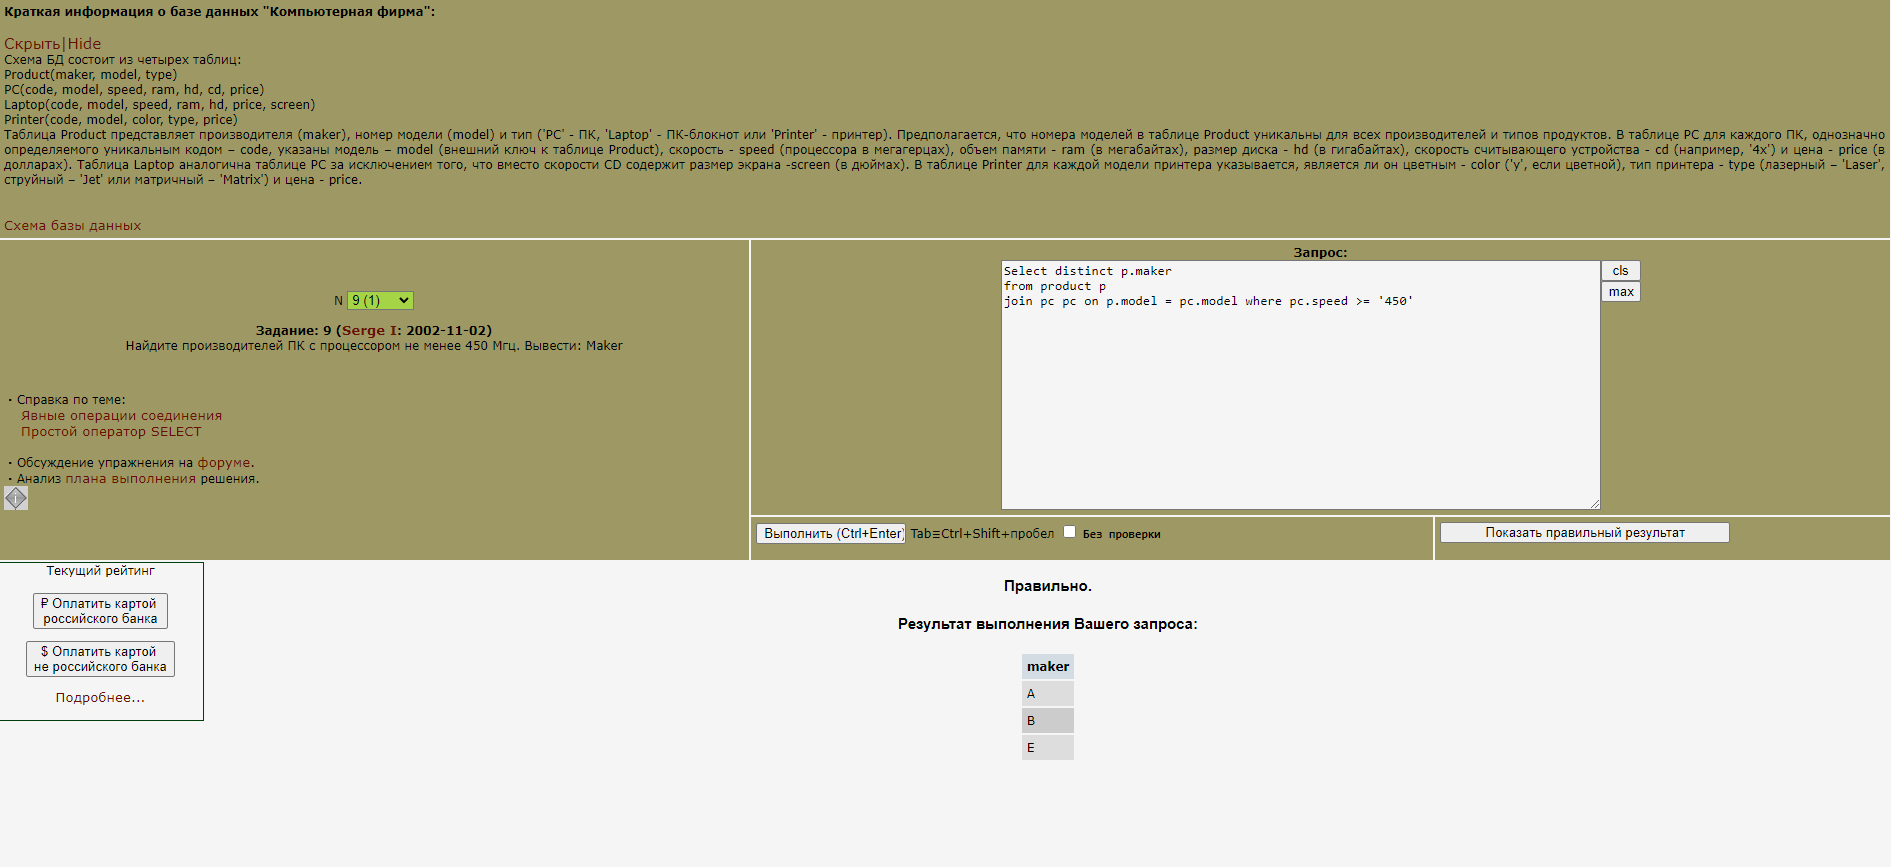 Краткая информация о базе данных "Компьютерная фирма":
Скрыть|Hide
Схема БД состоит из четырех таблиц:
Product(maker, model, type)
PC(code, model, speed, ram, hd, cd, price)
Laptop(code, model, speed, ram, hd, price, screen)
Printer(code, model, color, type, price)
Таблица Product представляет производителя (maker), номер модели (model) и тип ('PC' - ПК, 'Laptop' - ПК-блокнот или 'Printer' - принтер). Предполагается, что номера моделей в таблице Product уникальны для всех производителей и типов продуктов. В таблице PC для каждого ПК, однозначно
определяемого уникальным кодом – code, указаны модель – model (внешний ключ к таблице Product), скорость - speed (процессора в мегагерцах), объем памяти - ram (в мегабайтах), размер диска - hd (в гигабайтах), скорость считывающего устройства - cd (например, '4x') и цена - price (в
долларах). Таблица Laptop аналогична таблице РС за исключением того, что вместо скорости CD содержит размер экрана -screen (в дюймах). В таблице Printer для каждой модели принтера указывается, является ли он цветным - color ('y', если цветной), тип принтера - type (лазерный – 'Laser',
струйный – 'Jet' или матричный – 'Matrix') и цена - price.
Схема базы данных
N 9 (1)
Задание: 9 (Serge I: 2002-11-02)
Найдите производителей ПК с процессором не менее 450 Мгц. Вывести: Maker
· Справка по теме:
Явные операции соединения
Простой оператор SELECT
· Обсуждение упражнения на форуме.
· Анализ плана выполнения решения.
i
Запрос:
Select distinct p.maker
from product p
join pc pc on p.model = pc.model where pc.speed >= '450'
cls
max
Выполнить (Ctrl+Enter) Tab≡Ctrl+Shift+пробел Без проверки
Показать правильный результат
Текущий рейтинг
₽ Оплатить картой
российского банка
$ Оплатить картой
не российского банка
Подробнее...
Правильно.
Результат выполнения Вашего запроса:
maker
A
B
E